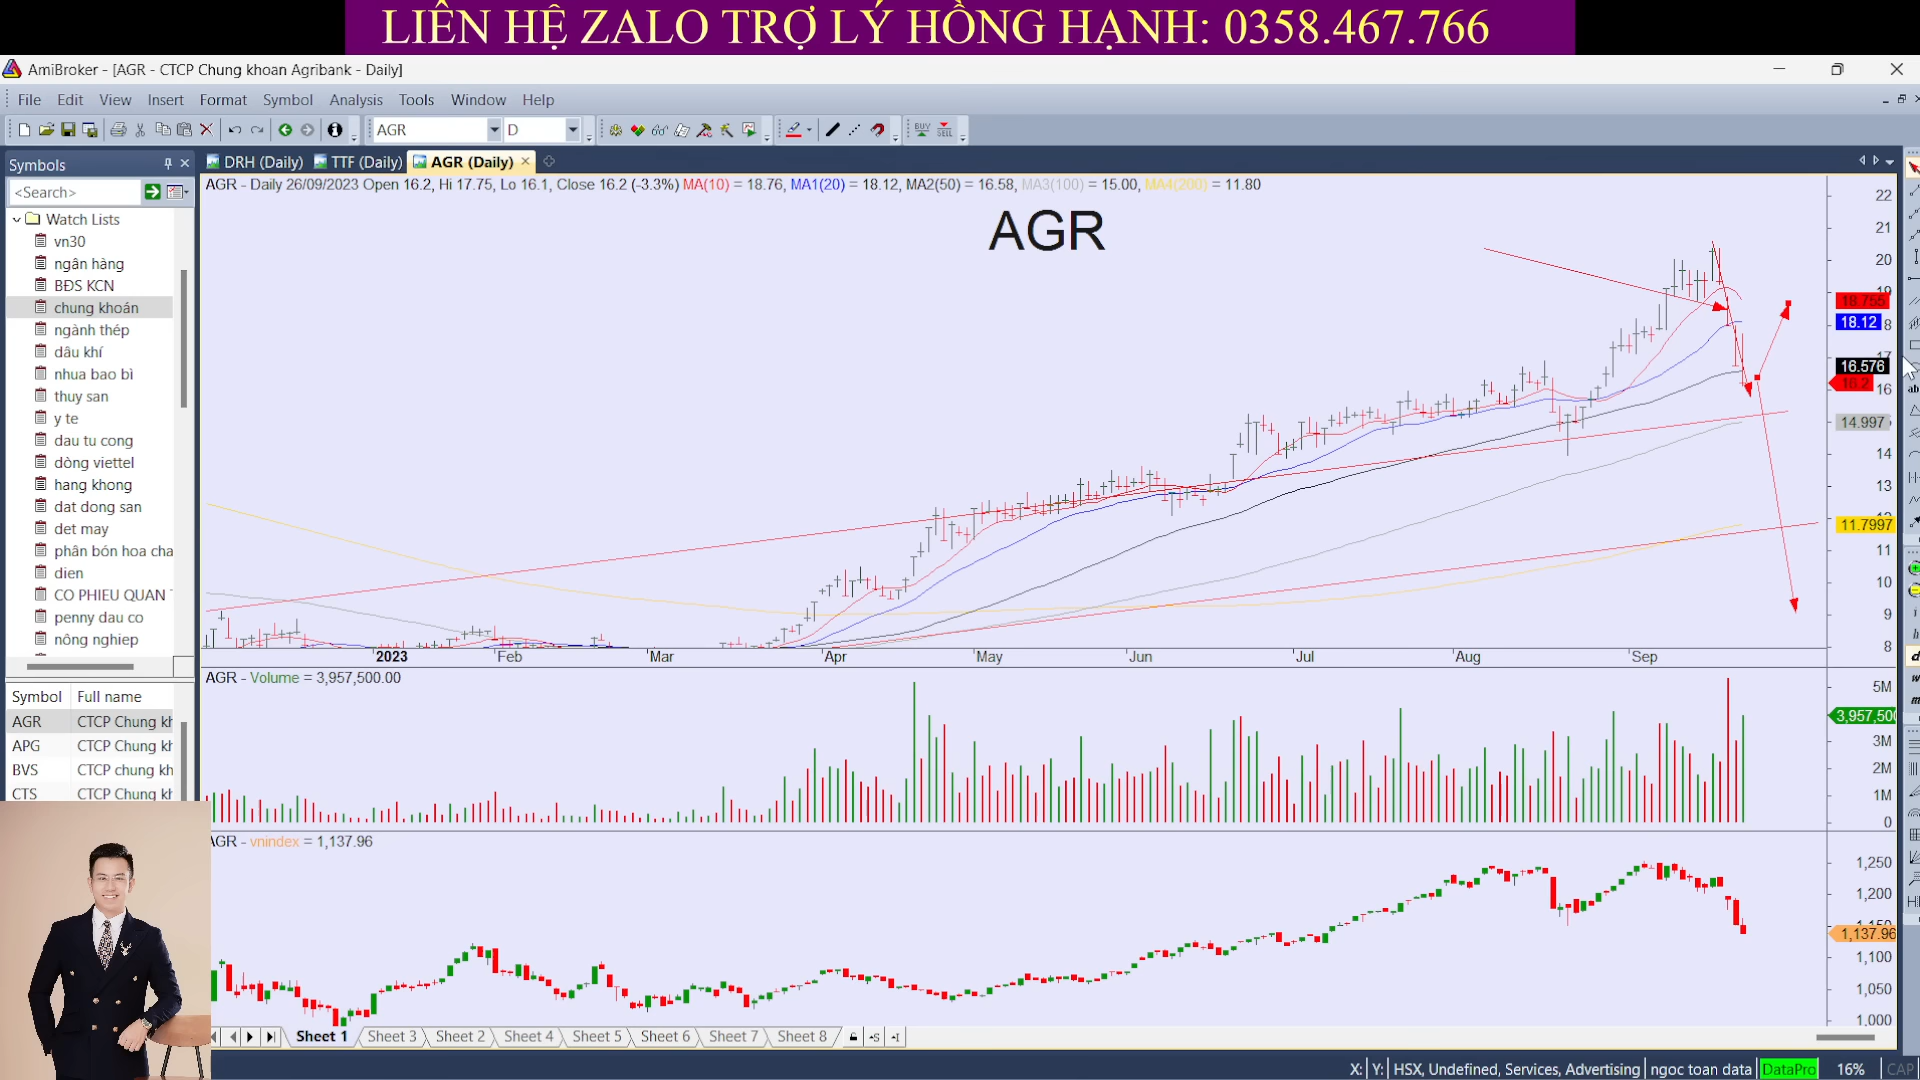 LIÊN HỆ ZALO TRỢ LÝ HỒNG HẠNH: 0358.467.766
AmiBroker - [AGR - CTCP Chung khoan Agribank - Daily]
File Edit View Insert Format Symbol Analysis Tools Window Help
AGR D BUY SELL
Symbols
DRH (Daily) TTF (Daily) AGR (Daily)
<Search>
AGR - Daily 26/09/2023 Open 16.2, Hi 17.75, Lo 16.1, Close 16.2 (-3.3%) MA(10) = 18.76, MA1(20) = 18.12, MA2(50) = 16.58, MA3(100) = 15.00, MA4(200) = 11.80
AGR
Watch Lists
vn30
ngân hàng
BĐS KCN
chung khoán
ngành thép
dâu khí
nhua bao bì
thuy san
y te
dau tu cong
dòng viettel
hang khong
dat dong san
det may
phân bón hoa cha
dien
CO PHIEU QUAN
penny dau co
nông nghiep
22
21
20
18.755
18.12
16.576
16.2
16
14.997
14
13
11.7997
11
10
9
8
2023 Feb Mar Apr May Jun Jul Aug Sep
AGR - Volume = 3,957,500.00
5M
3,957,500
3M
2M
1M
0
Symbol Full name
AGR CTCP Chung kh
APG CTCP Chung kh
BVS CTCP chung kh
CTS CTCP Chung kh
AGR - vnindex = 1,137.96
1,250
1,200
1,137.96
1,100
1,050
1,000
Sheet 1 Sheet 3 Sheet 2 Sheet 4 Sheet 5 Sheet 6 Sheet 7 Sheet 8
X: Y: HSX, Undefined, Services, Advertising ngoc toan data DataPro 16% CAP